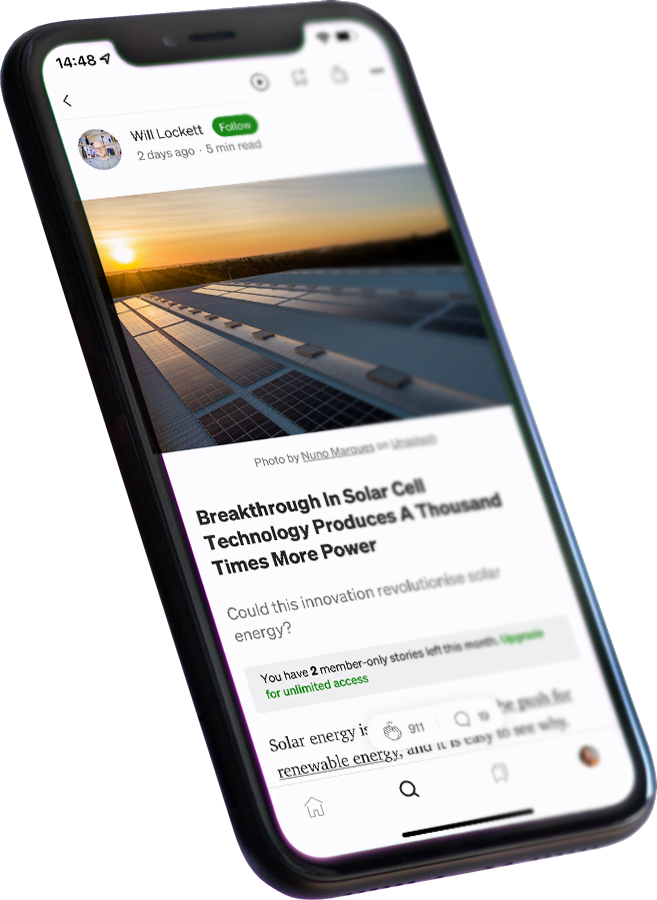 14:48
Will Lockett Follow
2 days ago · 5 min read
Photo by Nuno Marques on Unsplash
Breakthrough In Solar Cell
Technology Produces A Thousand
Times More Power
Could this innovation revolutionise solar
energy?
You have 2 member-only stories left this month. Upgrade
for unlimited access
Solar energy is be push for
911 19
renewable energy, and it is easy to see why.